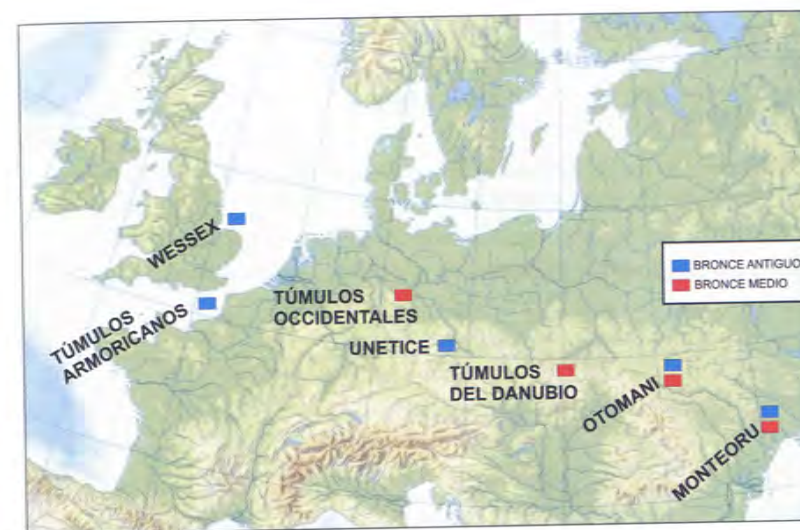 WESSEX
TÚMULOS
ARMORICANOS
TÚMULOS
OCCIDENTALES
UNETICE
TÚMULOS
DEL DANUBIO
OTOMANI
MONTEORU
BRONCE ANTIGUO
BRONCE MEDIO